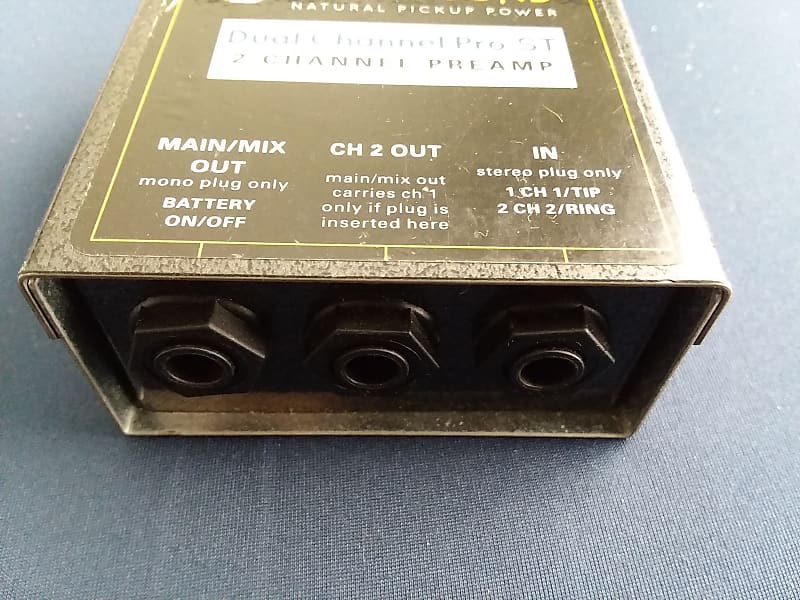 NATURAL PICKUP POWER
Dual Channel Pro ST
2 CHANNEL PREAMP
MAIN/MIX
OUT
mono plug only
BATTERY
ON/OFF
CH 2 OUT
main/mix out
carries ch 1
only if plug is
inserted here
IN
stereo plug only
1 CH 1/TIP
2 CH 2/RING